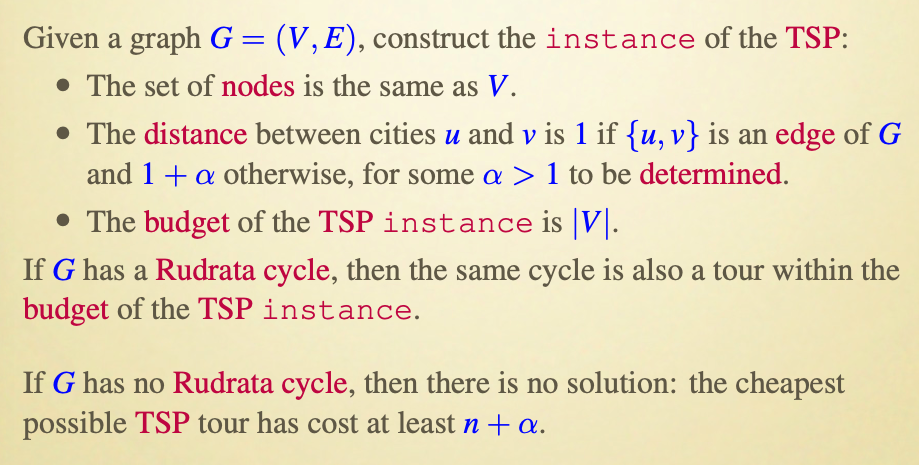 Given a graph G = (V, E), construct the instance of the TSP:
• The set of nodes is the same as V.
• The distance between cities u and v is 1 if {u, v} is an edge of G
and 1 + α otherwise, for some α > 1 to be determined.
• The budget of the TSP instance is |V|.
If G has a Rudrata cycle, then the same cycle is also a tour within the
budget of the TSP instance.
If G has no Rudrata cycle, then there is no solution: the cheapest
possible TSP tour has cost at least n + α.